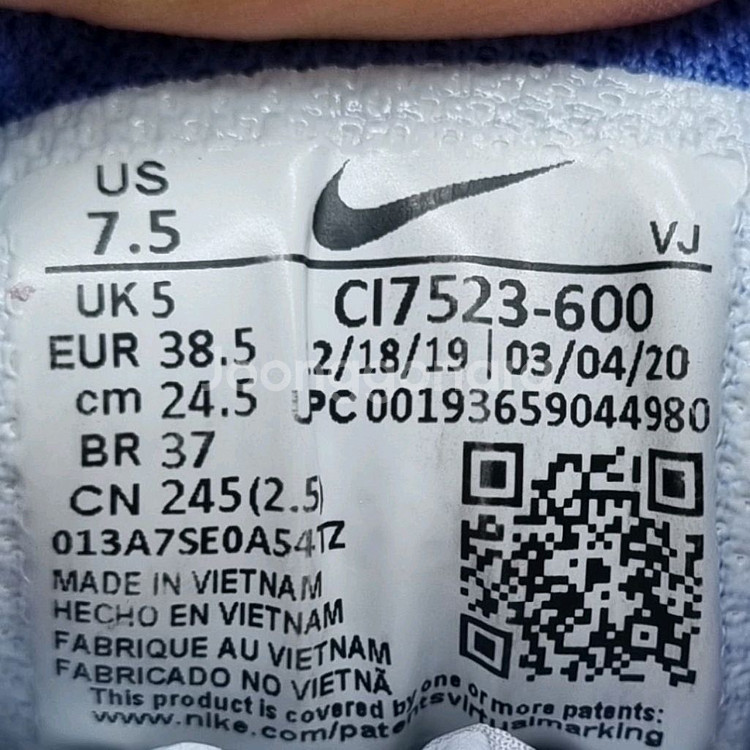 US
7.5
VJ
UK 5
EUR 38.5
cm 24.5
BR 37
CN 245(2.5)
CI7523-600
2/18/19 | 03/04/20
UPC 00193659044980
013A7SE0A541TZ
MADE IN VIETNAM
HECHO EN VIETNAM
FABRIQUE AU VIETNAM
FABRICADO NO VIETNÃ
This product is covered by one or more patents:
www.nike.com/patentsvirtualmarking